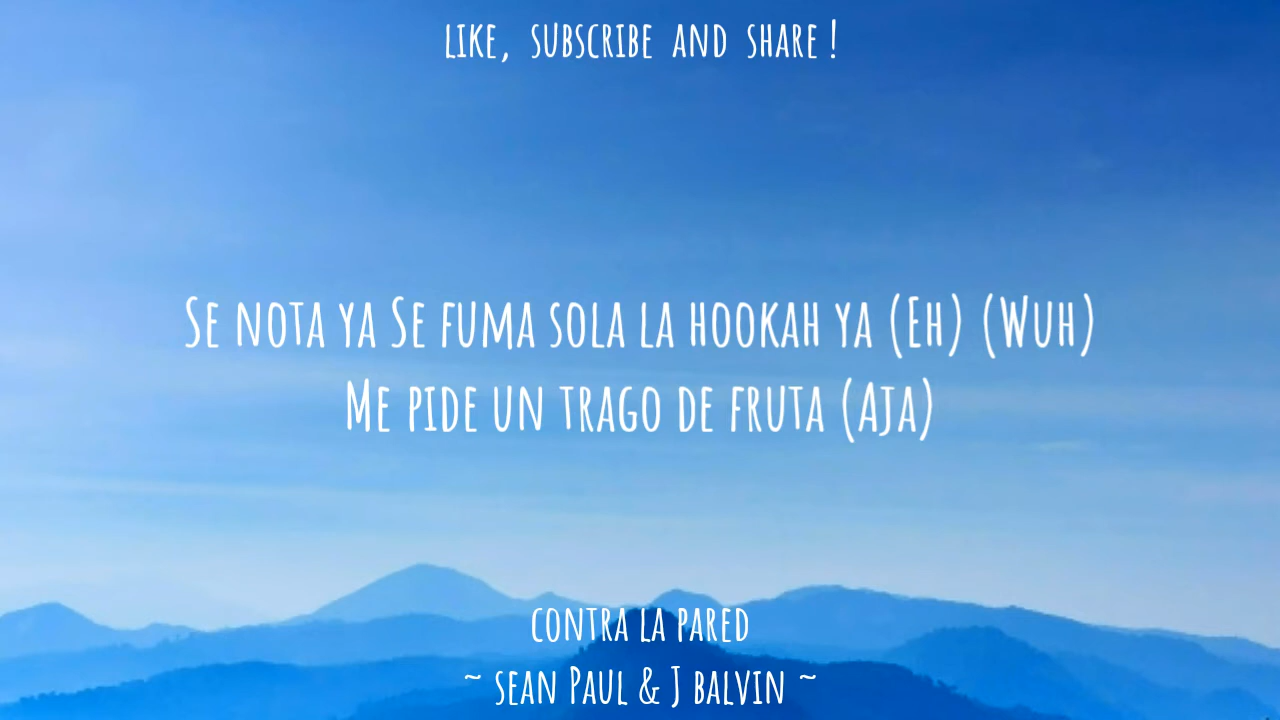 LIKE, SUBSCRIBE AND SHARE!
SE NOTA YA SE FUMA SOLA LA HOOKAH YA (EH) (WUH)
ME PIDE UN TRAGO DE FRUTA (AJA)
CONTRA LA PARED
~ SEAN PAUL & J BALVIN ~